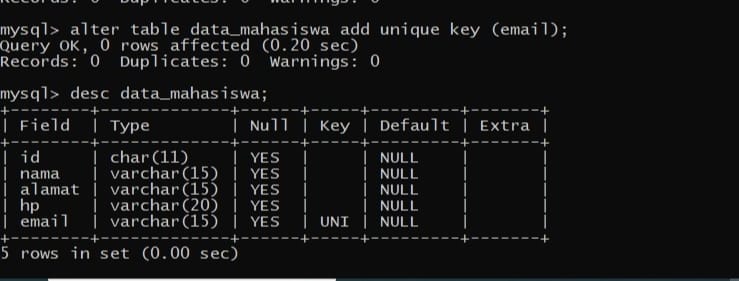 Records: 0  Duplicates: 0  Warnings: 0
mysql> alter table data_mahasiswa add unique key (email);
Query OK, 0 rows affected (0.20 sec)
Records: 0  Duplicates: 0  Warnings: 0
mysql> desc data_mahasiswa;
+--------+-------------+------+-----+---------+-------+
| Field  | Type        | Null | Key | Default | Extra |
+--------+-------------+------+-----+---------+-------+
| id     | char(11)    | YES  |     | NULL    |       |
| nama   | varchar(15) | YES  |     | NULL    |       |
| alamat | varchar(15) | YES  |     | NULL    |       |
| hp     | varchar(20) | YES  |     | NULL    |       |
| email  | varchar(15) | YES  | UNI | NULL    |       |
+--------+-------------+------+-----+---------+-------+
5 rows in set (0.00 sec)